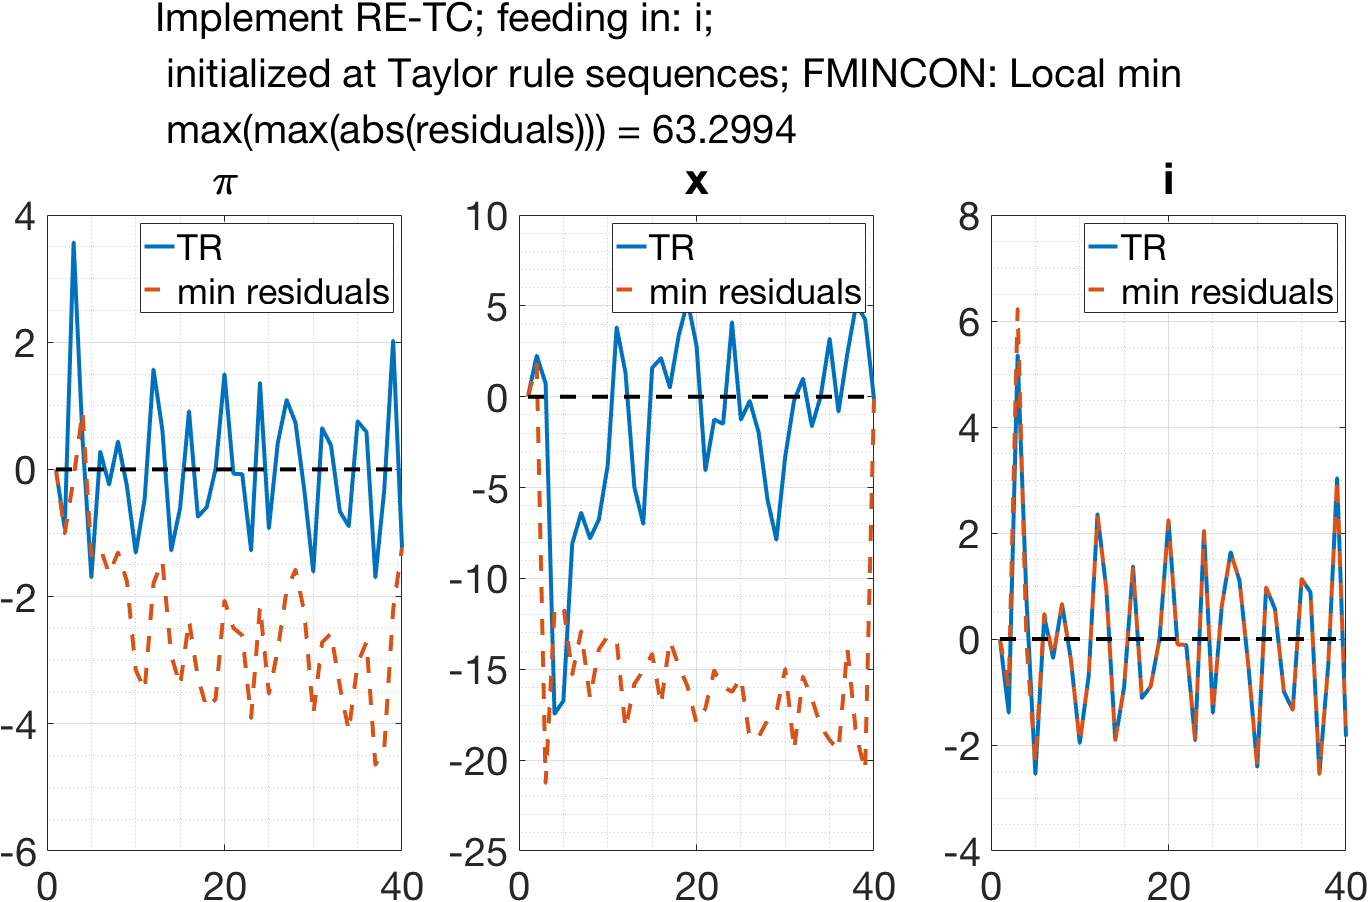 Implement RE-TC; feeding in: i;
initialized at Taylor rule sequences; FMINCON: Local min
max(max(abs(residuals))) = 63.2994
π
x
i
4
2
0
-2
-4
-6
0
20
40
TR
min residuals
10
5
0
-5
-10
-15
-20
-25
0
20
40
TR
min residuals
8
6
4
2
0
-2
-4
0
20
40
TR
min residuals